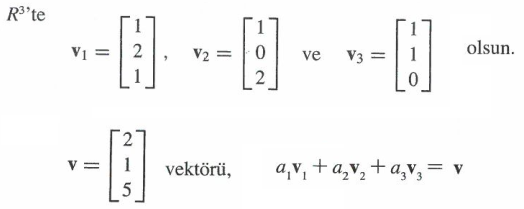 R³'te
v₁ = [1 2 1], v₂ = [1 0 2] ve v₃ = [1 1 0] olsun.
v = [2 1 5] vektörü, a₁v₁ + a₂v₂ + a₃v₃ = v